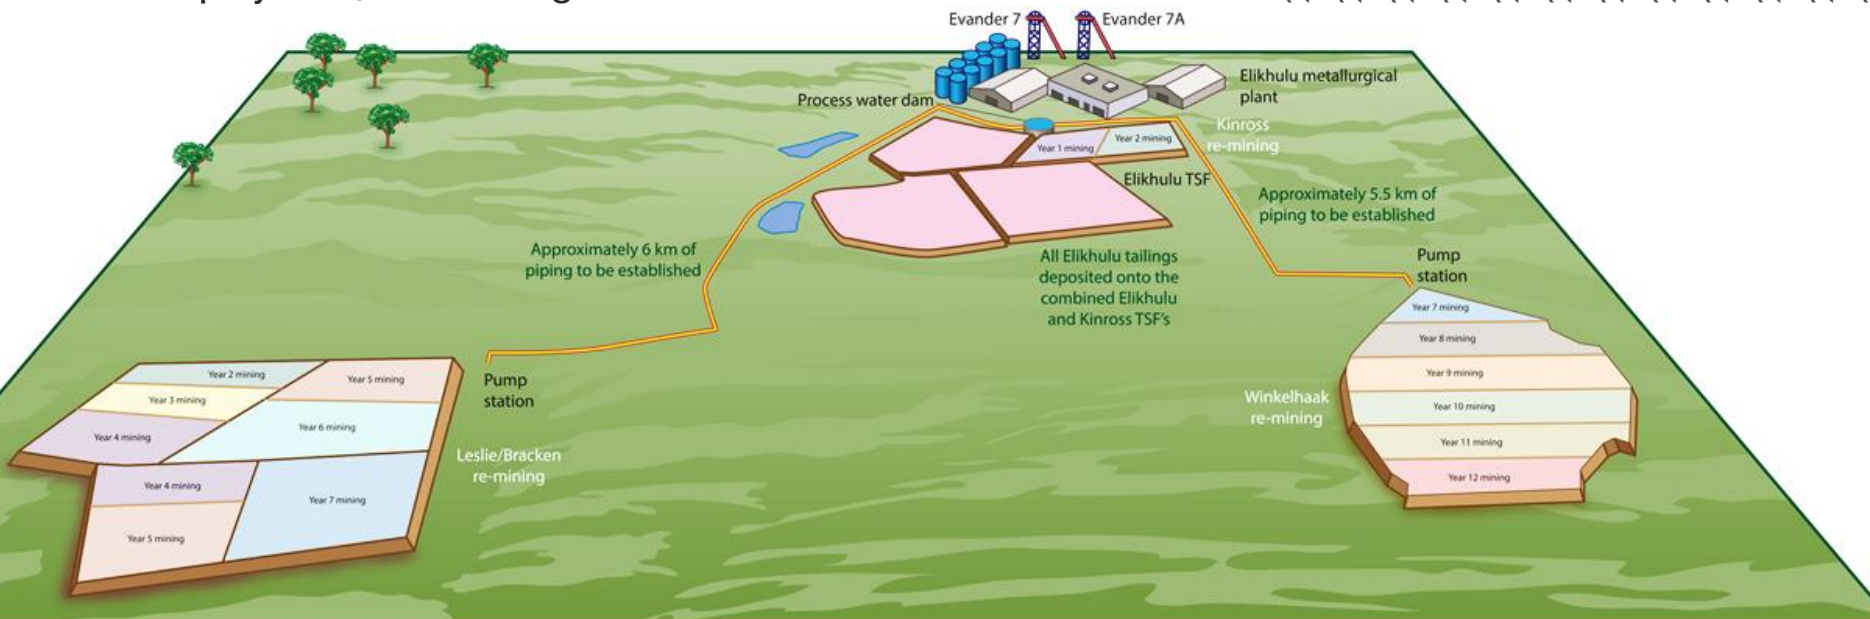 Evander 7
Evander 7A
Elikhulu metallurgical
plant
Process water dam
Kinross
re-mining
Year 1 mining
Year 2 mining
Elikhulu TSF
Approximately 5.5 km of
piping to be established
Approximately 6 km of
piping to be established
All Elikhulu tailings
deposited onto the
combined Elikhulu
and Kinross TSF's
Pump
station
Year 7 mining
Year 8 mining
Year 9 mining
Year 10 mining
Year 11 mining
Year 12 mining
Winkelhaak
re-mining
Pump
station
Year 2 mining
Year 5 mining
Year 3 mining
Year 6 mining
Year 4 mining
Leslie/Bracken
re-mining
Year 4 mining
Year 7 mining
Year 5 mining